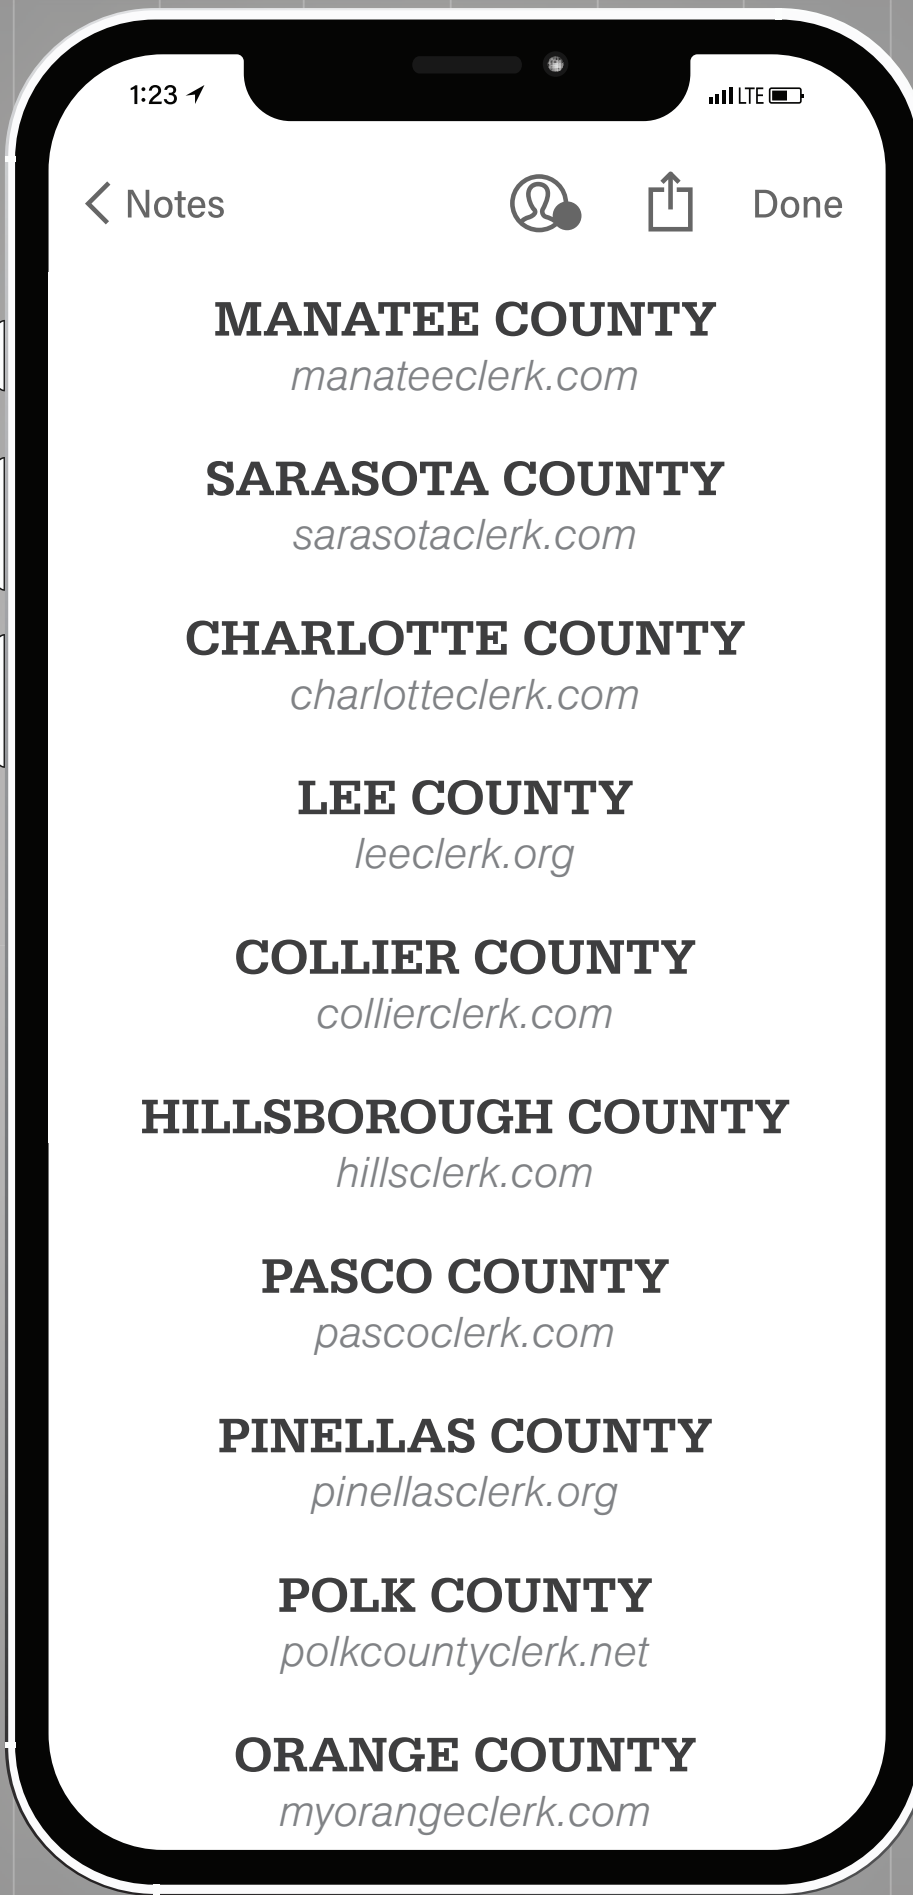 1:23 LTE
Notes Done
MANATEE COUNTY
manateeclerk.com
SARASOTA COUNTY
sarasotaclerk.com
CHARLOTTE COUNTY
charlotteclerk.com
LEE COUNTY
leeclerk.org
COLLIER COUNTY
collierclerk.com
HILLSBOROUGH COUNTY
hillsclerk.com
PASCO COUNTY
pascoclerk.com
PINELLAS COUNTY
pinellasclerk.org
POLK COUNTY
polkcountyclerk.net
ORANGE COUNTY
myorangeclerk.com